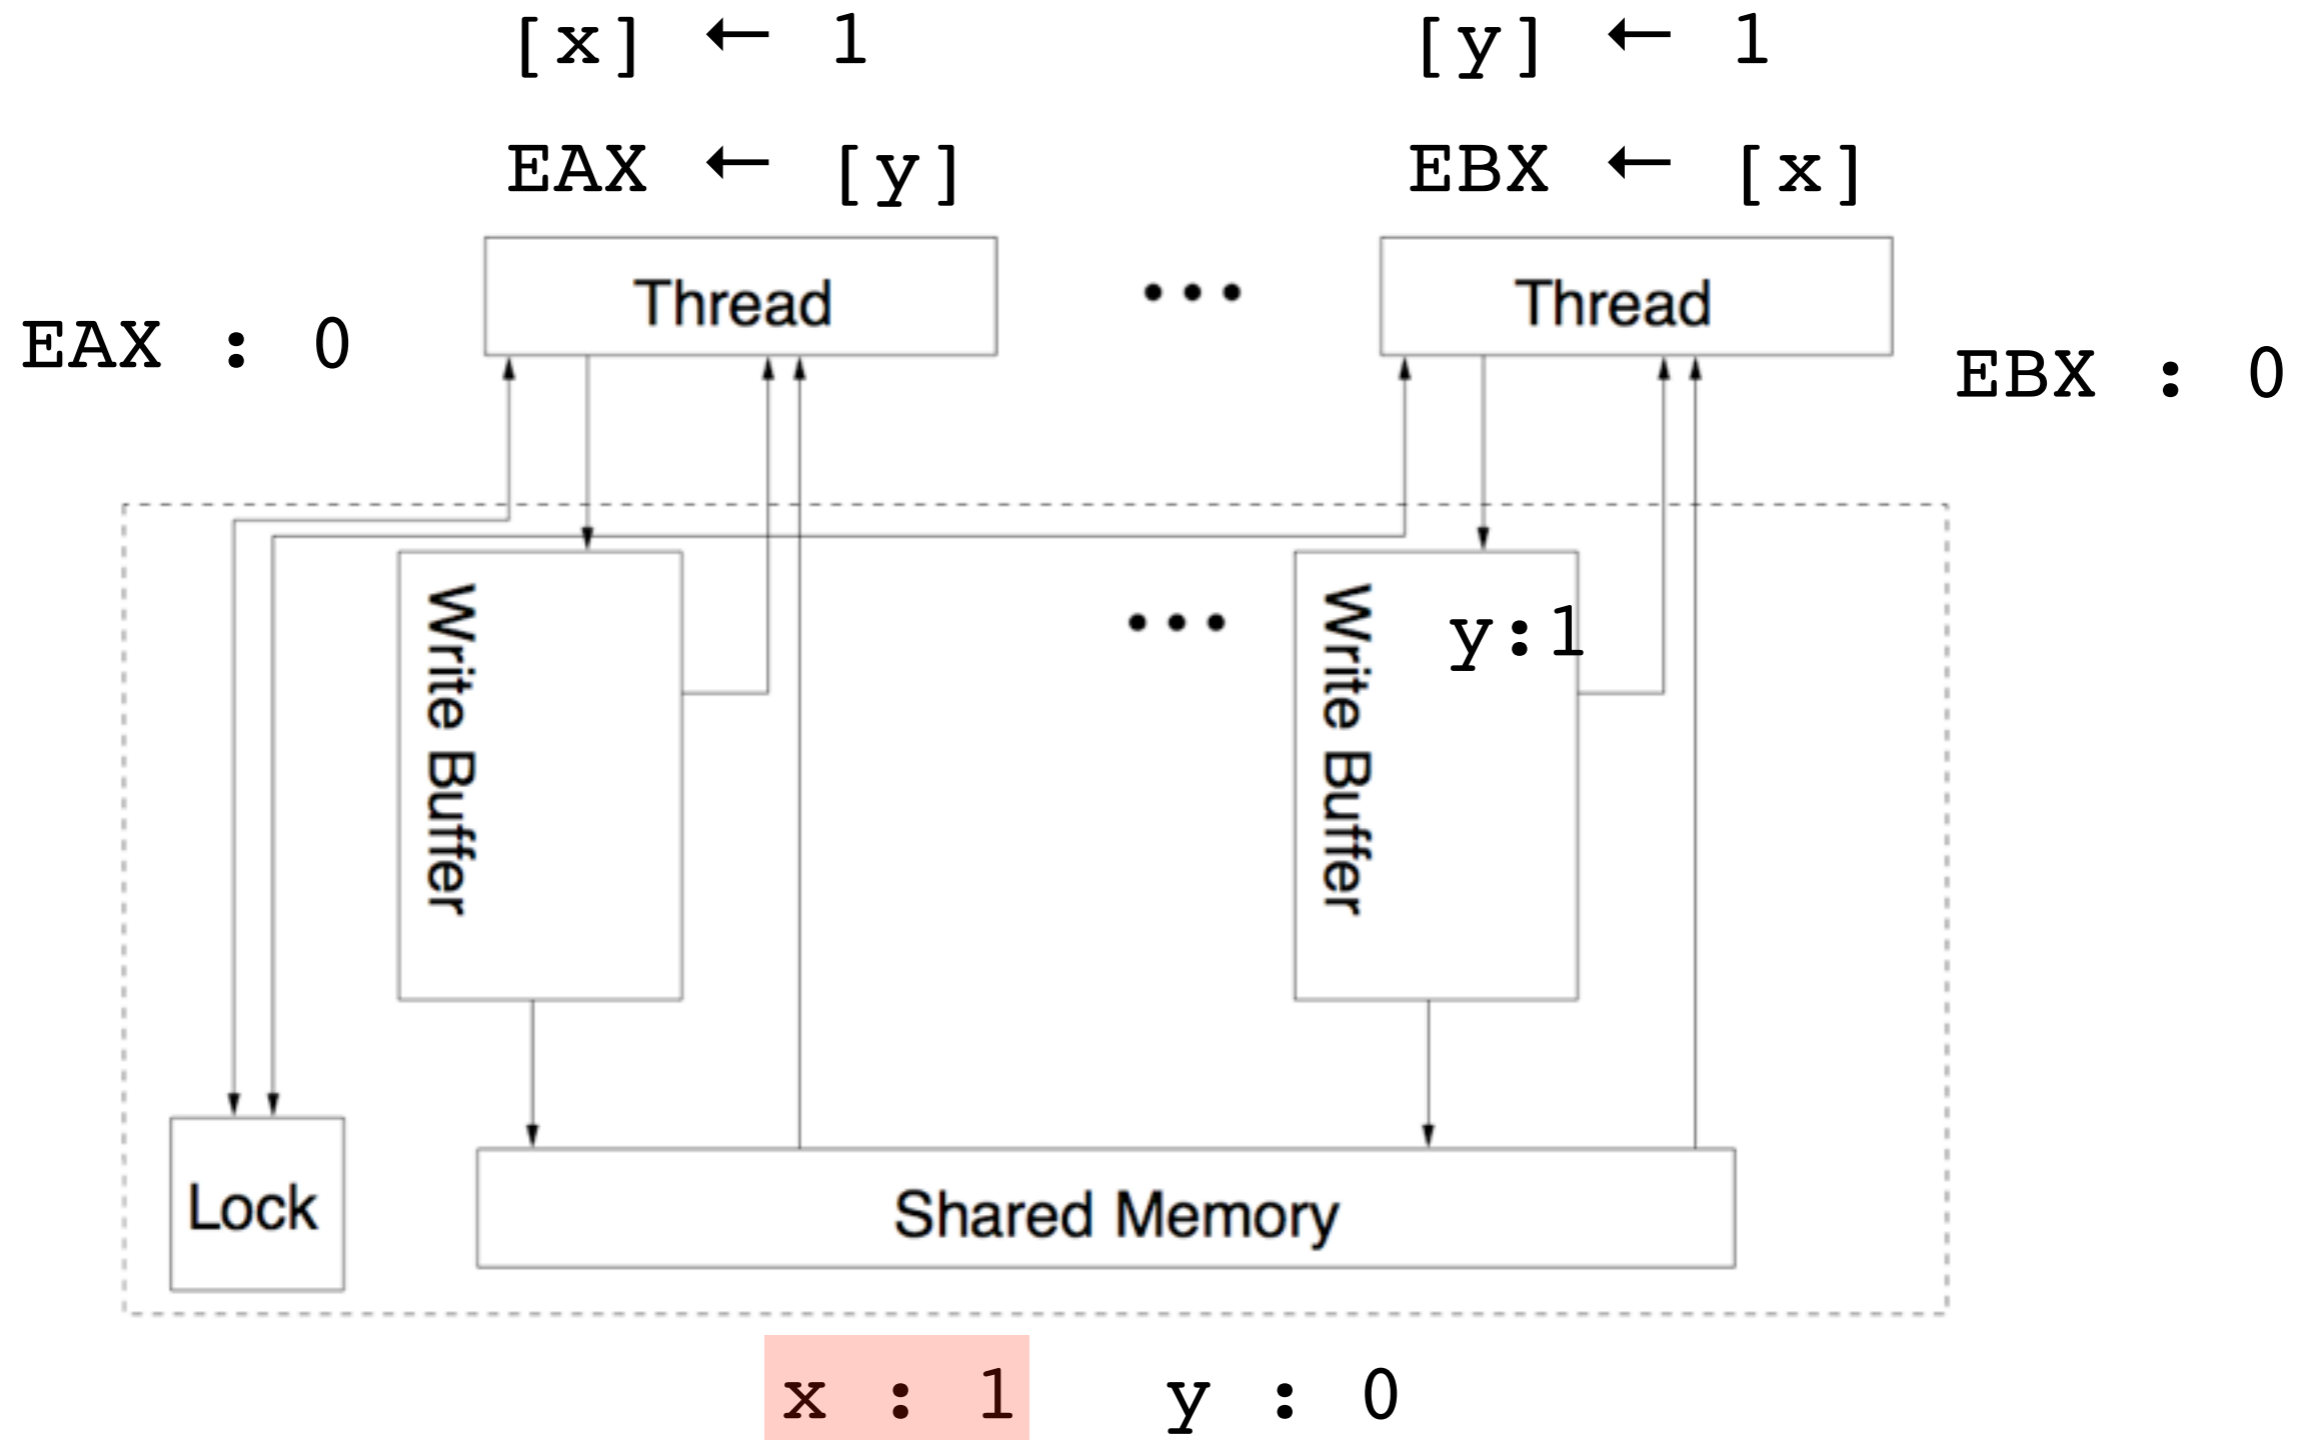 [x] ← 1
[y] ← 1
EAX ← [y]
EBX ← [x]
Thread
...
Thread
EAX : 0
EBX : 0
Write Buffer
...
Write Buffer
y:1
Lock
Shared Memory
x : 1
y : 0